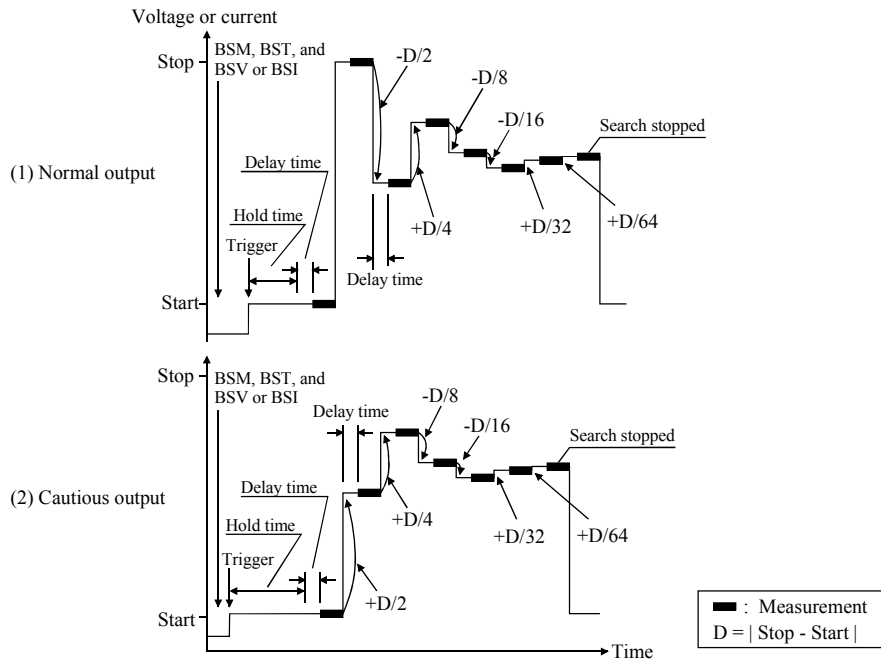 Voltage or current
Stop
BSM, BST, and
BSV or BSI
-D/2
-D/8
-D/16
Search stopped
(1) Normal output
Delay time
Hold time
Trigger
+D/4
+D/32
+D/64
Delay time
Start
Stop
BSM, BST, and
BSV or BSI
Delay time
-D/8
-D/16
Search stopped
(2) Cautious output
Delay time
Hold time
Trigger
+D/4
+D/32
+D/64
+D/2
Start
Time
: Measurement
D = | Stop - Start |